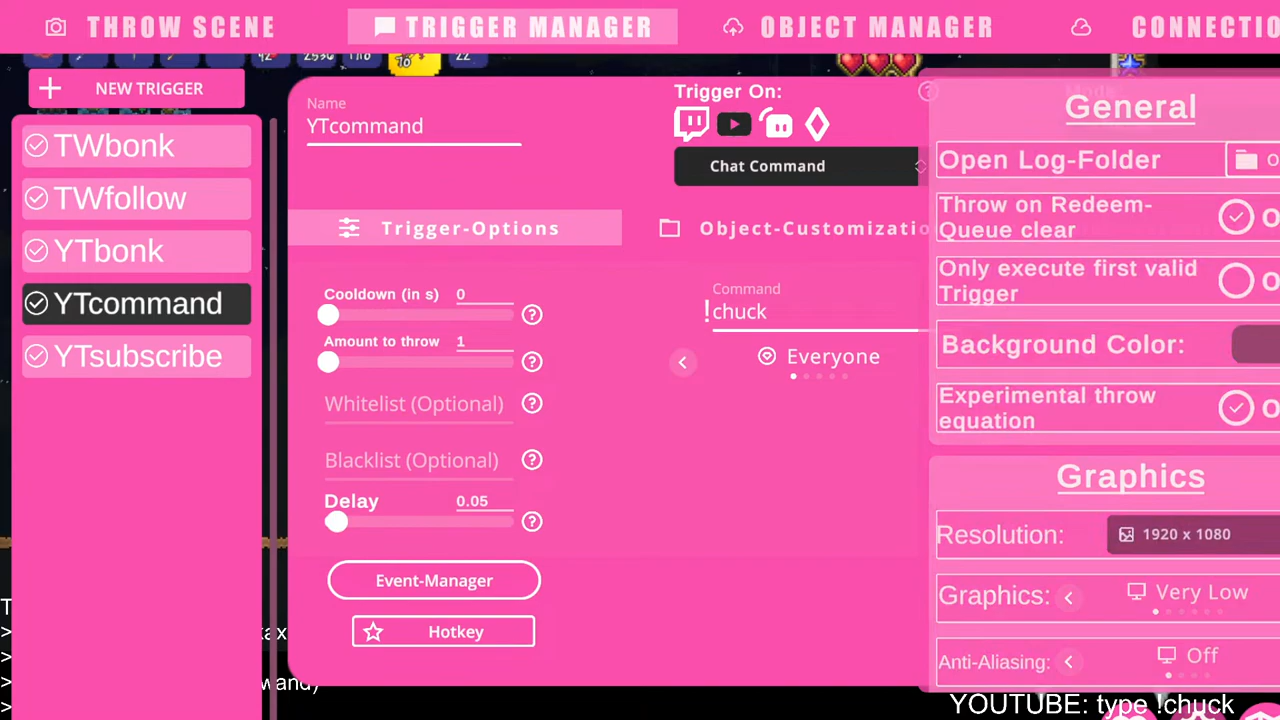 THROW SCENE
TRIGGER MANAGER
OBJECT MANAGER
CONNECTIO
NEW TRIGGER
TWbonk
TWfollow
YTbonk
YTcommand
YTsubscribe
Name
YTcommand
Trigger On:
Chat Command
Trigger-Options
Object-Customizatio
Cooldown (in s) 0
Amount to throw 1
Whitelist (Optional)
Blacklist (Optional)
Delay 0.05
Event-Manager
Hotkey
Command
!chuck
Everyone
General
Open Log-Folder
Throw on Redeem-
Queue clear
Only execute first valid
Trigger
Background Color:
Experimental throw
equation
Graphics
Resolution: 1920 x 1080
Graphics: Very Low
Anti-Aliasing: Off
YOUTUBE: type !chuck